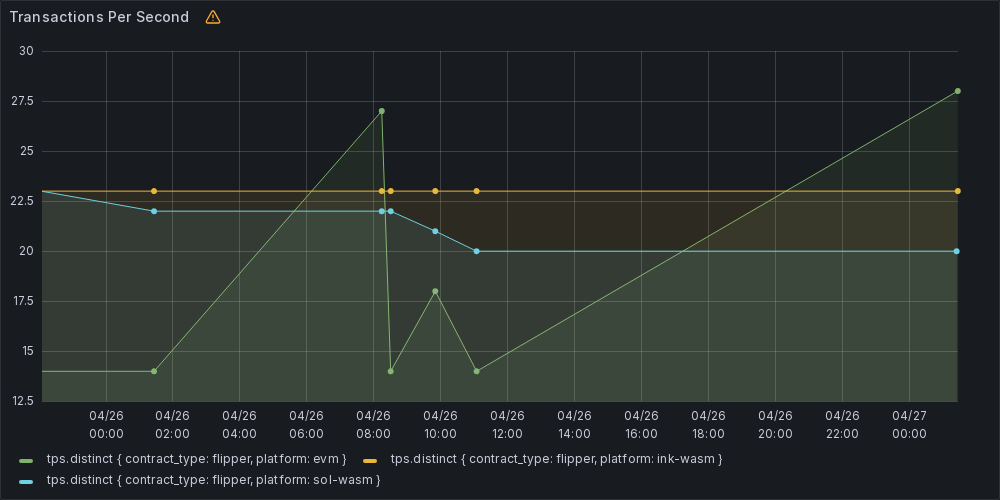 Transactions Per Second
30
27.5
25
22.5
20
17.5
15
12.5
04/26 04/26 04/26 04/26 04/26 04/26 04/26 04/26 04/26 04/26 04/26 04/26 04/27
00:00 02:00 04:00 06:00 08:00 10:00 12:00 14:00 16:00 18:00 20:00 22:00 00:00
tps.distinct { contract_type: flipper, platform: evm } tps.distinct { contract_type: flipper, platform: ink-wasm }
tps.distinct { contract_type: flipper, platform: sol-wasm }